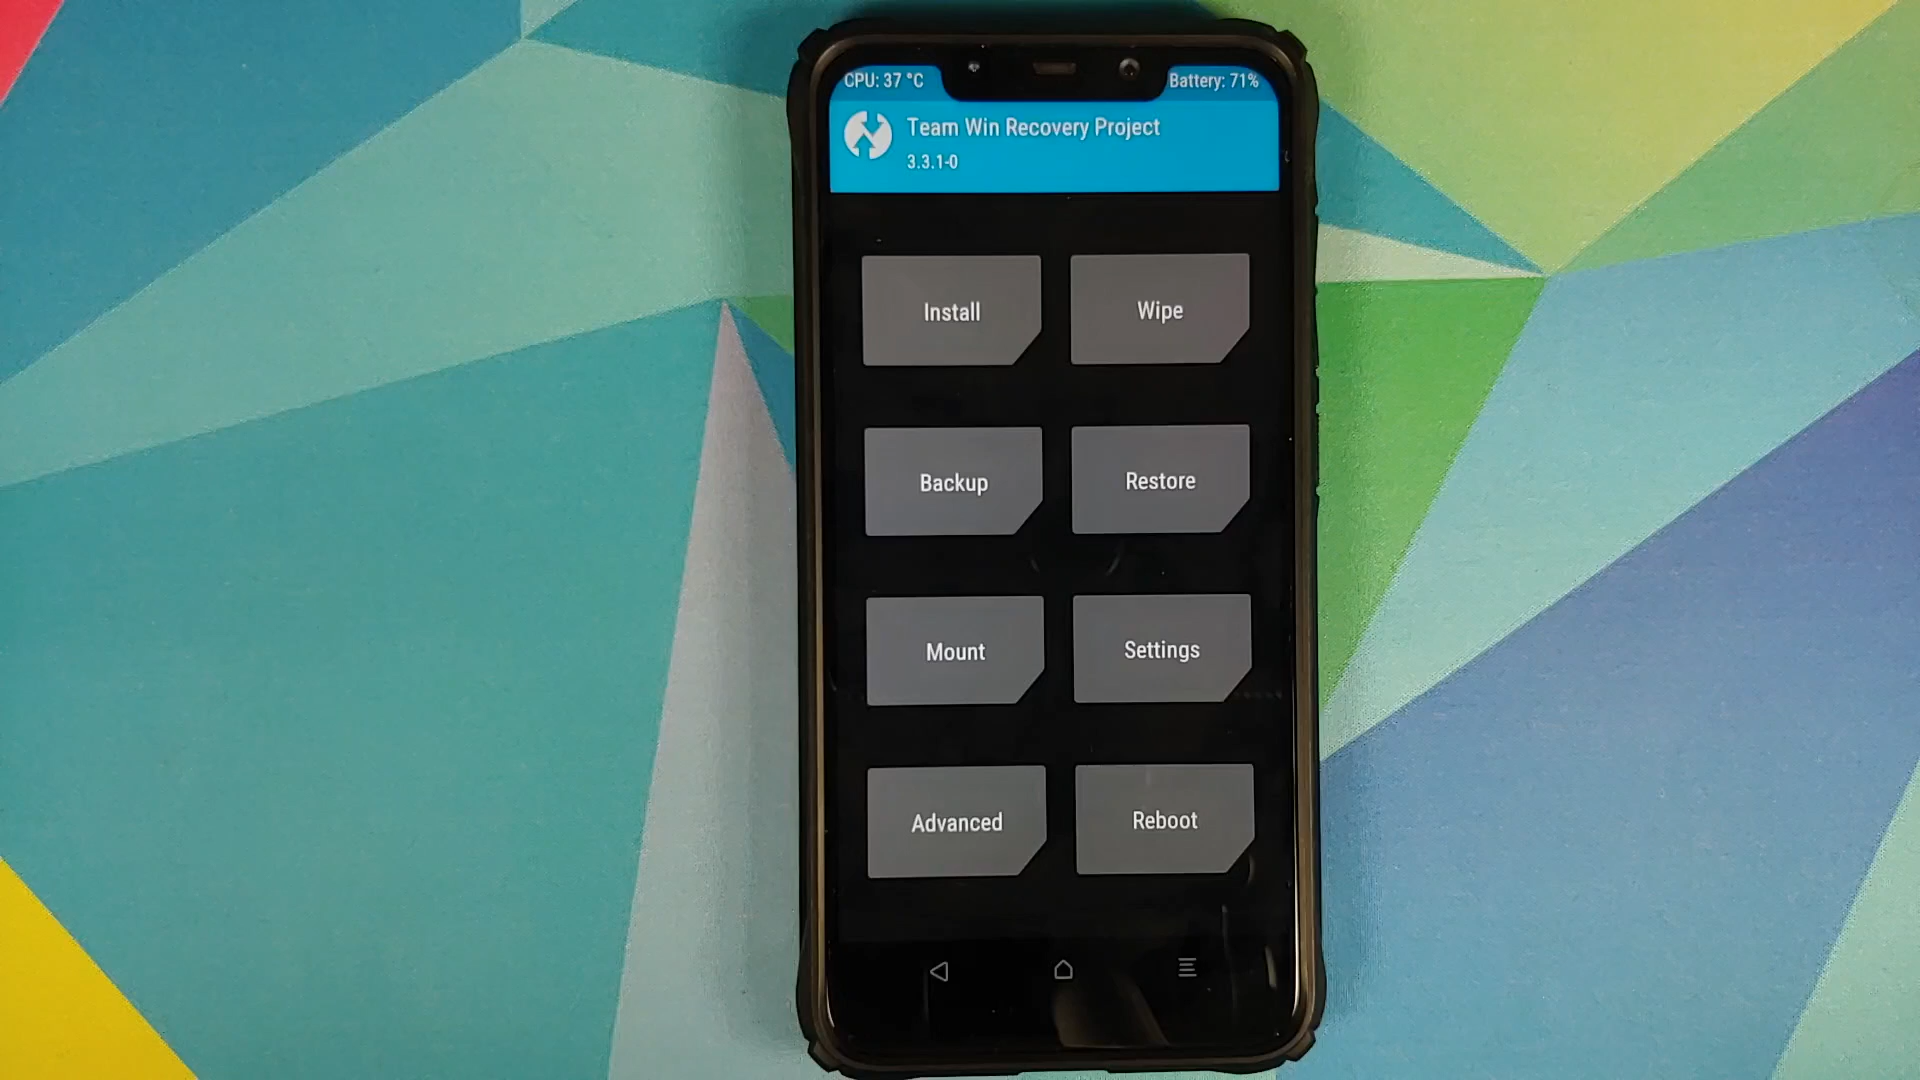 CPU: 37 °C
Battery: 71%
Team Win Recovery Project
3.3.1-0
Install
Wipe
Backup
Restore
Mount
Settings
Advanced
Reboot